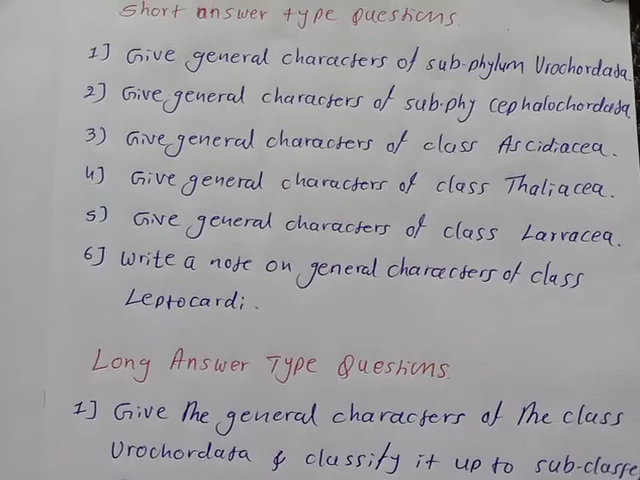 Short answer type Questions
1] Give general characters of sub-phylum Urochordata.
2] Give general characters of sub-phy Cephalochordata.
3) Give general characters of class Ascidiacea.
4] Give general characters of class Thaliacea.
5) Give general characters of class Larvacea.
6] Write a note on general characters of class
Leptocardi.
Long Answer Type Questions
1] Give the general characters of the class
Urochordata & classify it up to sub-classe